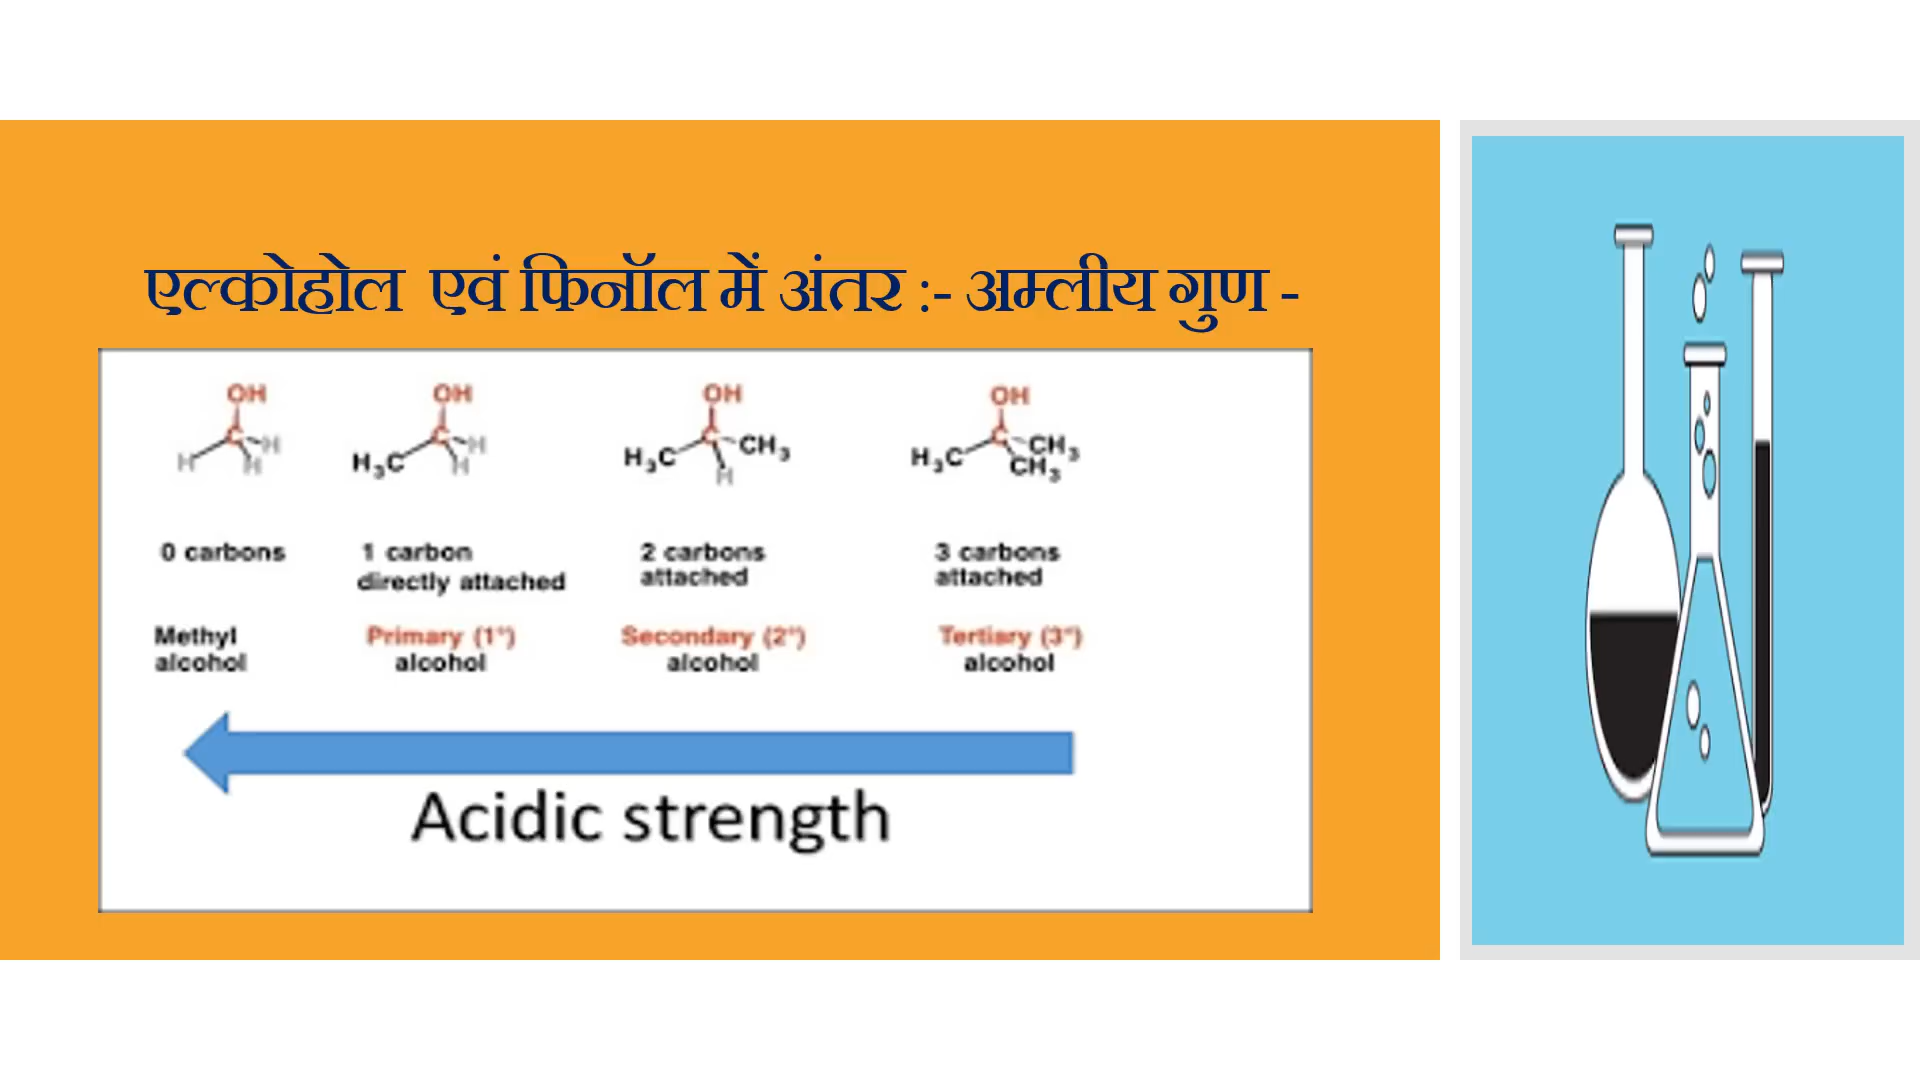 एल्कोहोल एवं फिनॉल में अंतर :- अम्लीय गुण -
OH OH OH OH
C H H H
H₃C C H H
H₃C C CH₃ H
H₃C C CH₃ CH₃
0 carbons
1 carbon
directly attached
2 carbons
attached
3 carbons
attached
Methyl
alcohol
Primary (1°)
alcohol
Secondary (2°)
alcohol
Tertiary (3°)
alcohol
Acidic strength